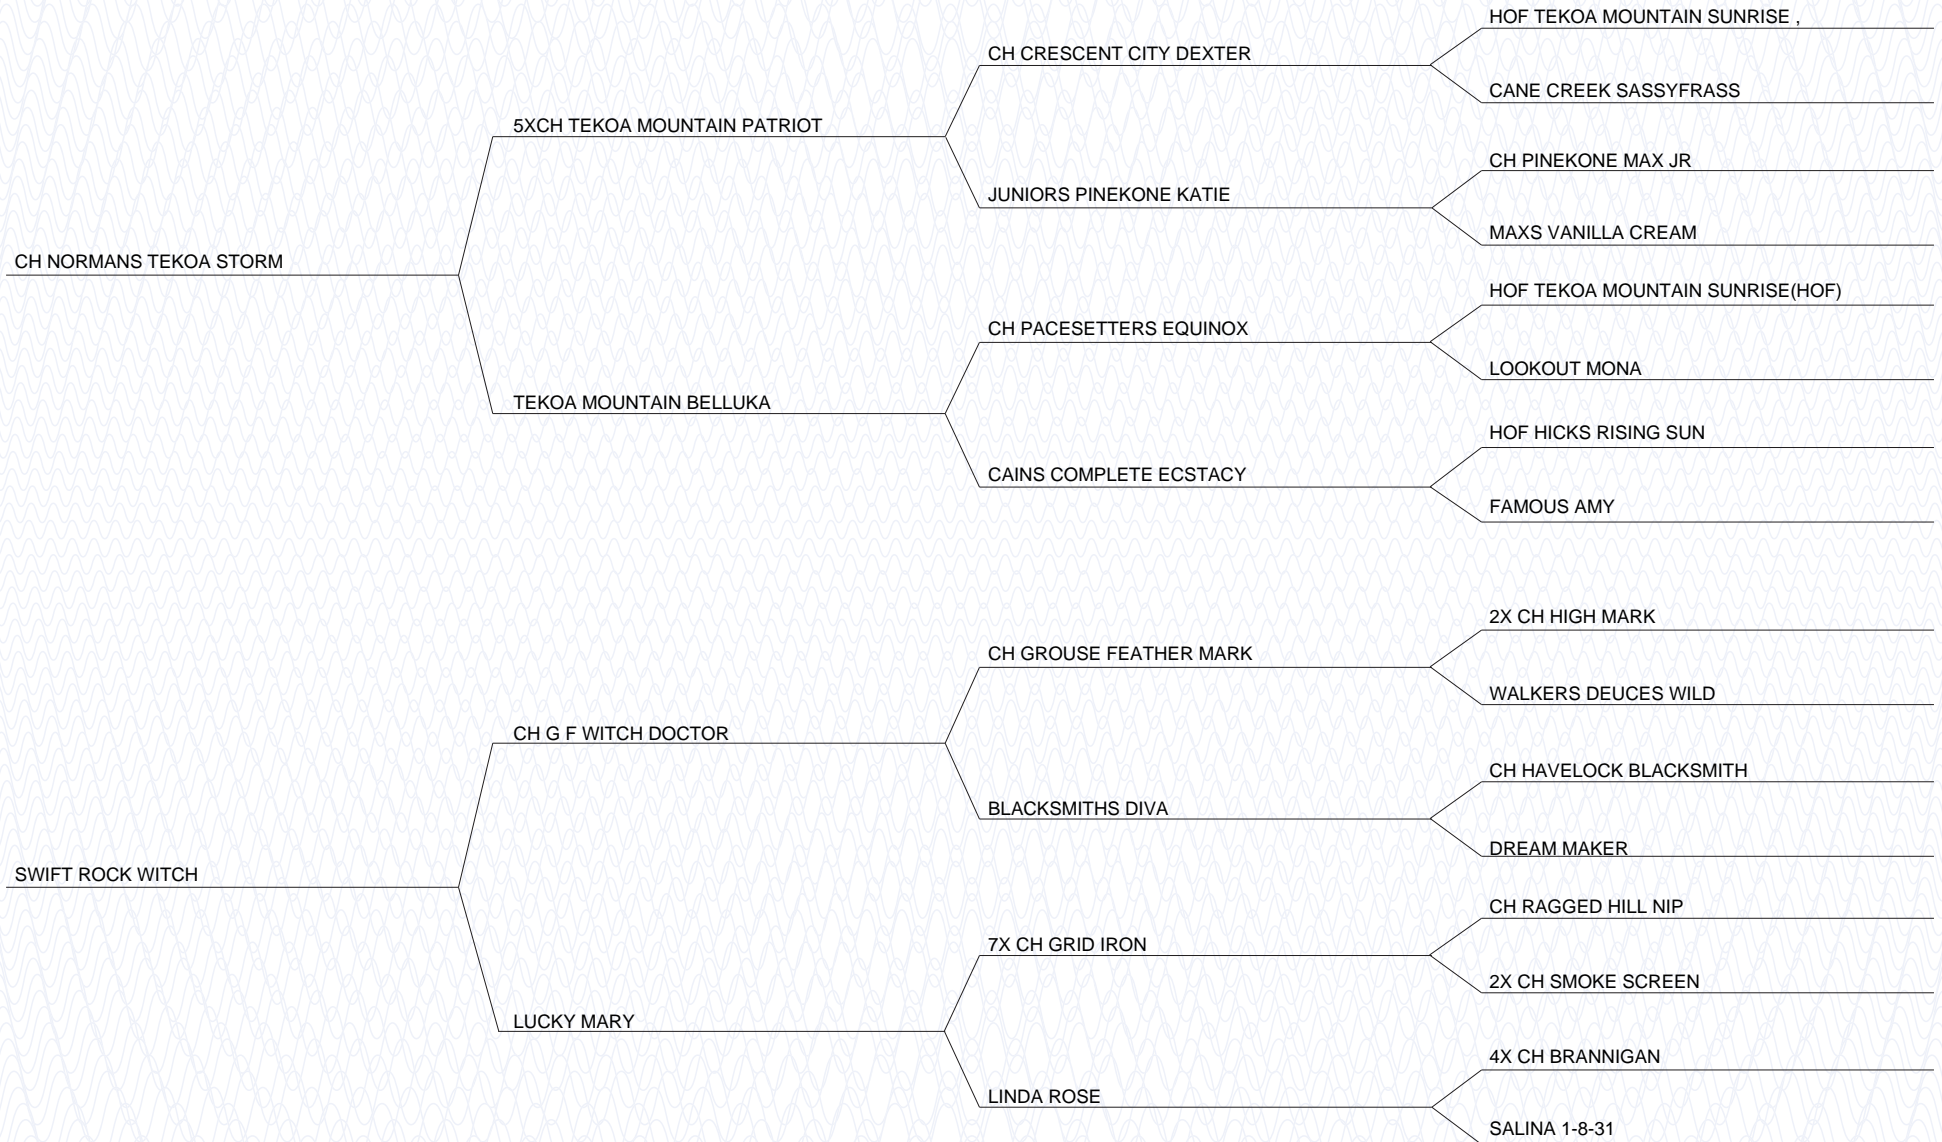 HOF TEKOA MOUNTAIN SUNRISE ,
CH CRESCENT CITY DEXTER
CANE CREEK SASSYFRASS
5XCH TEKOA MOUNTAIN PATRIOT
CH PINEKONE MAX JR
JUNIORS PINEKONE KATIE
MAXS VANILLA CREAM
CH NORMANS TEKOA STORM
HOF TEKOA MOUNTAIN SUNRISE(HOF)
CH PACESETTERS EQUINOX
LOOKOUT MONA
TEKOA MOUNTAIN BELLUKA
HOF HICKS RISING SUN
CAINS COMPLETE ECSTACY
FAMOUS AMY
2X CH HIGH MARK
CH GROUSE FEATHER MARK
WALKERS DEUCES WILD
CH G F WITCH DOCTOR
CH HAVELOCK BLACKSMITH
BLACKSMITHS DIVA
DREAM MAKER
SWIFT ROCK WITCH
CH RAGGED HILL NIP
7X CH GRID IRON
2X CH SMOKE SCREEN
LUCKY MARY
4X CH BRANNIGAN
LINDA ROSE
SALINA 1-8-31